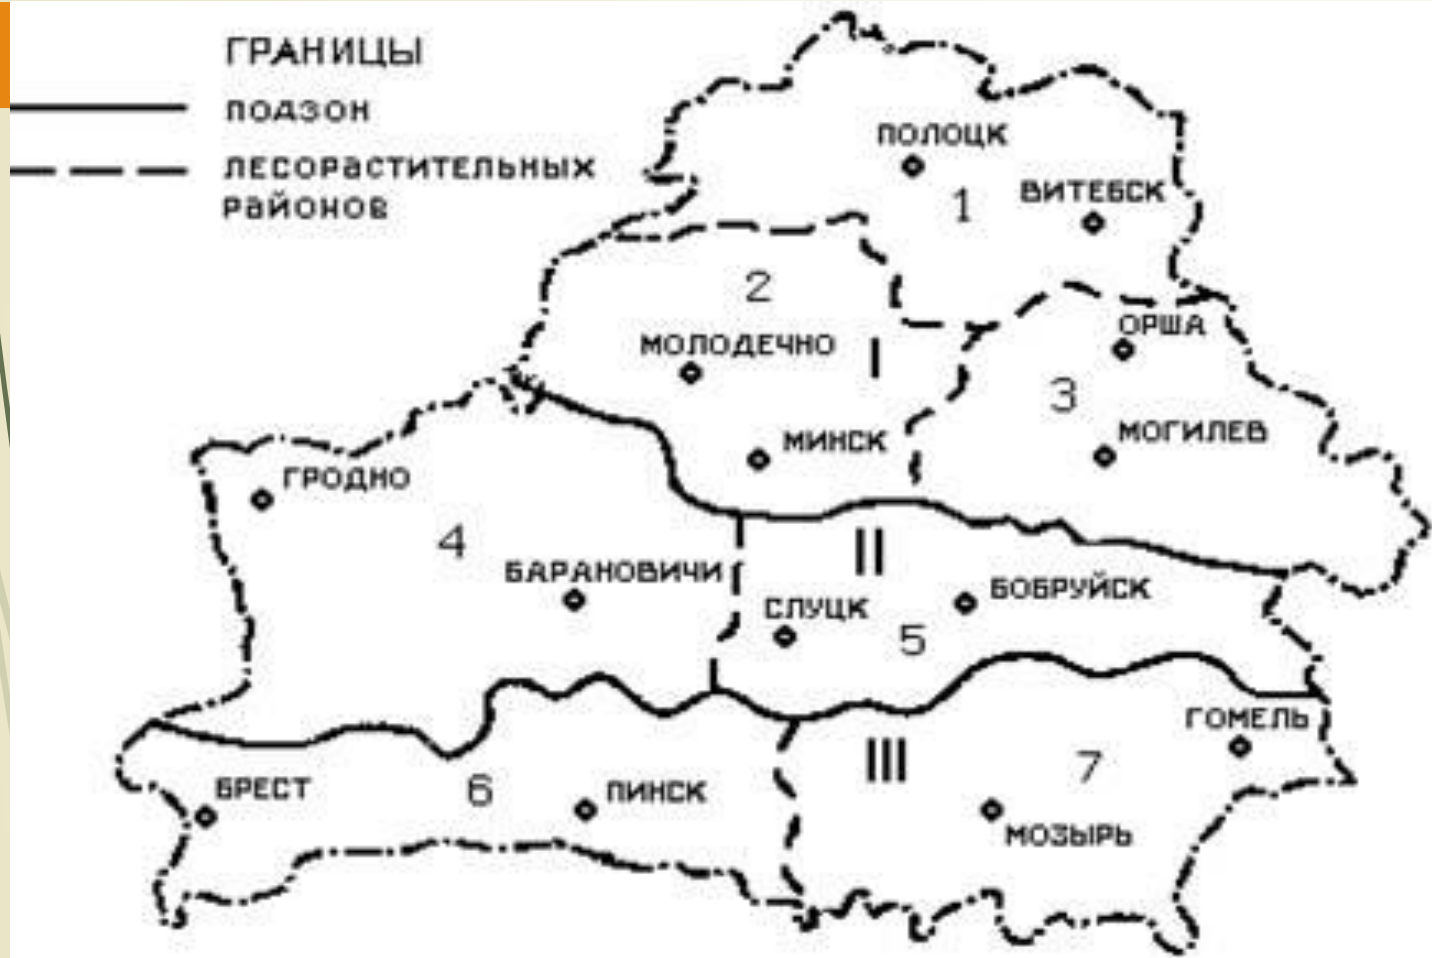 ГРАНИЦЫ
ПОДЗОН
ЛЕСОРАСТИТЕЛЬНЫХ
РАЙОНОВ
ПОЛОЦК
1
ВИТЕБСК
2
МОЛОДЕЧНО
I
ОРША
3
МИНСК
МОГИЛЕВ
ГРОДНО
4
II
БАРАНОВИЧИ
СЛУЦК
БОБРУЙСК
5
ГОМЕЛЬ
БРЕСТ
6
ПИНСК
III
7
МОЗЫРЬ